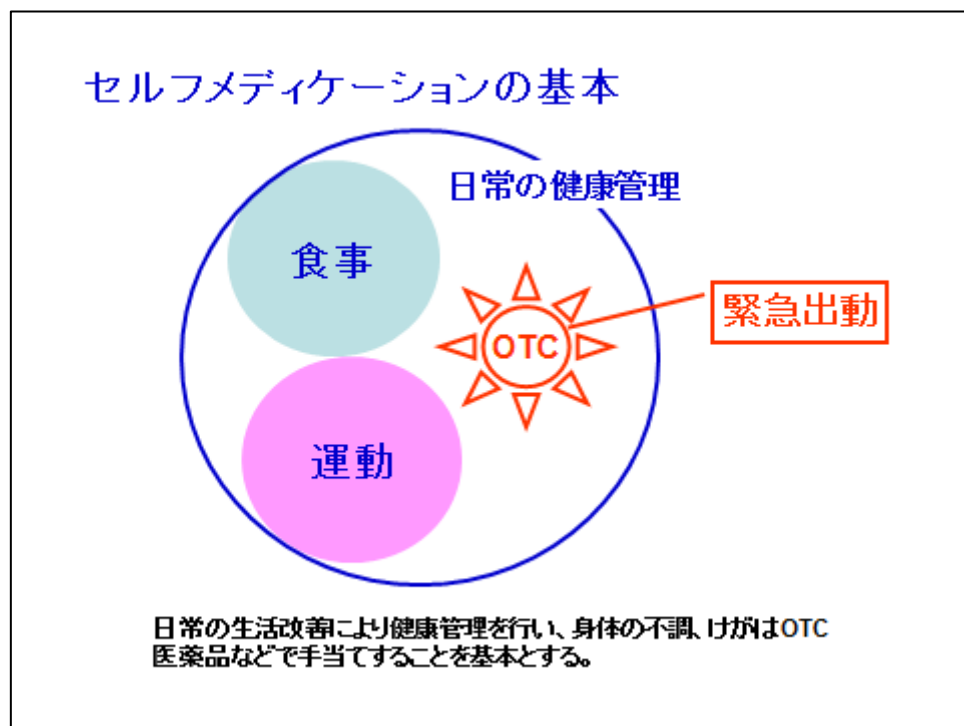 セルフメディケーションの基本
日常の健康管理
食事
OTC
緊急出動
運動
日常の生活改善により健康管理を行い、身体の不調、けがはOTC
医薬品などで手当てすることを基本とする。